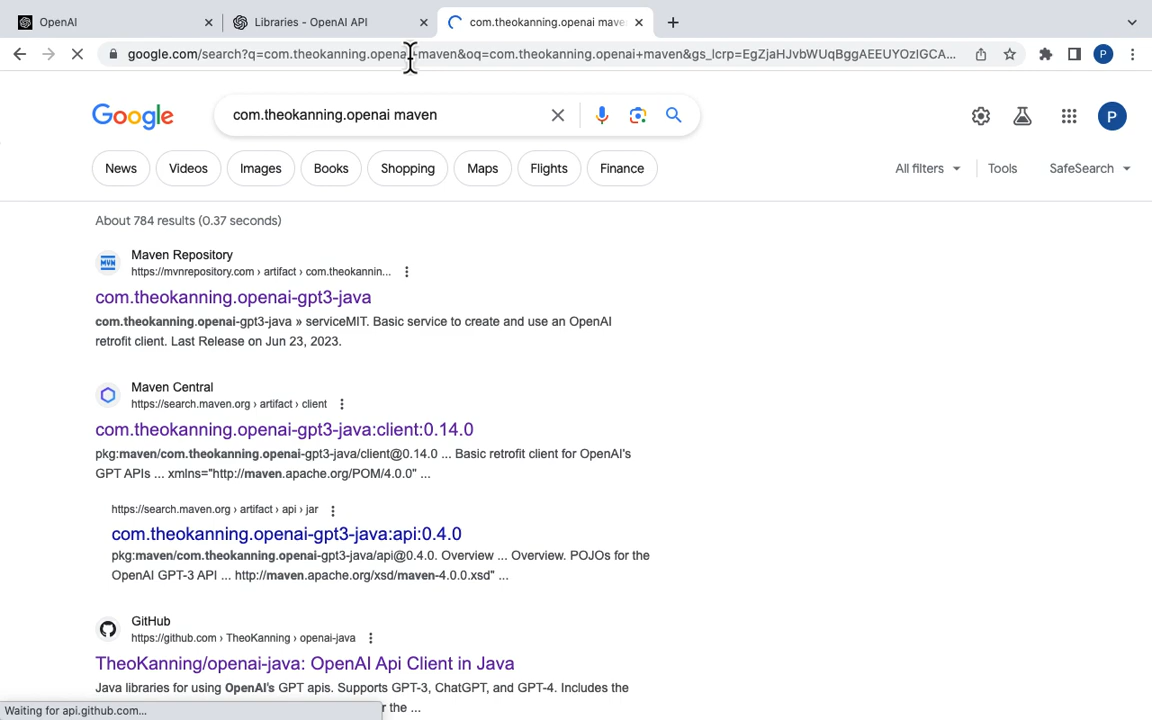 OpenAI
Libraries - OpenAI API
com.theokanning.openai mave
google.com/search?q=com.theokanning.openai+maven&oq=com.theokanning.openai+maven&gs_lcrp=EgZjaHJvbWUqBggAEEUYOzIGCA...
P
Google
com.theokanning.openai maven
P
News
Videos
Images
Books
Shopping
Maps
Flights
Finance
All filters
Tools
SafeSearch
About 784 results (0.37 seconds)
MVN
Maven Repository
https://mvnrepository.com › artifact › com.theokannin...
com.theokanning.openai-gpt3-java
com.theokanning.openai-gpt3-java » serviceMIT. Basic service to create and use an OpenAI
retrofit client. Last Release on Jun 23, 2023.
Maven Central
https://search.maven.org › artifact › client
com.theokanning.openai-gpt3-java:client:0.14.0
pkg:maven/com.theokanning.openai-gpt3-java/client@0.14.0 ... Basic retrofit client for OpenAI's
GPT APIs ... xmlns="http://maven.apache.org/POM/4.0.0" ...
https://search.maven.org › artifact › api › jar
com.theokanning.openai-gpt3-java:api:0.4.0
pkg:maven/com.theokanning.openai-gpt3-java/api@0.4.0. Overview ... Overview. POJOs for the
OpenAI GPT-3 API ... http://maven.apache.org/xsd/maven-4.0.0.xsd" ...
GitHub
https://github.com › TheoKanning › openai-java
TheoKanning/openai-java: OpenAI Api Client in Java
Java libraries for using OpenAI's GPT apis. Supports GPT-3, ChatGPT, and GPT-4. Includes the
r the ...
Waiting for api.github.com...